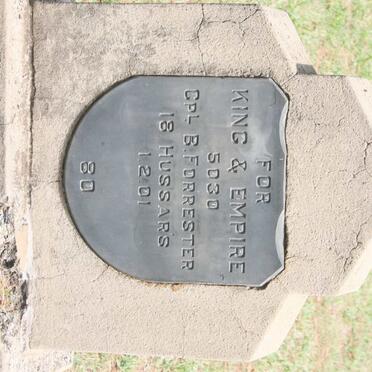 FOR
KING & EMPIRE
5030
CPL B. FORRESTER
18 HUSSARS
1.2.01
80